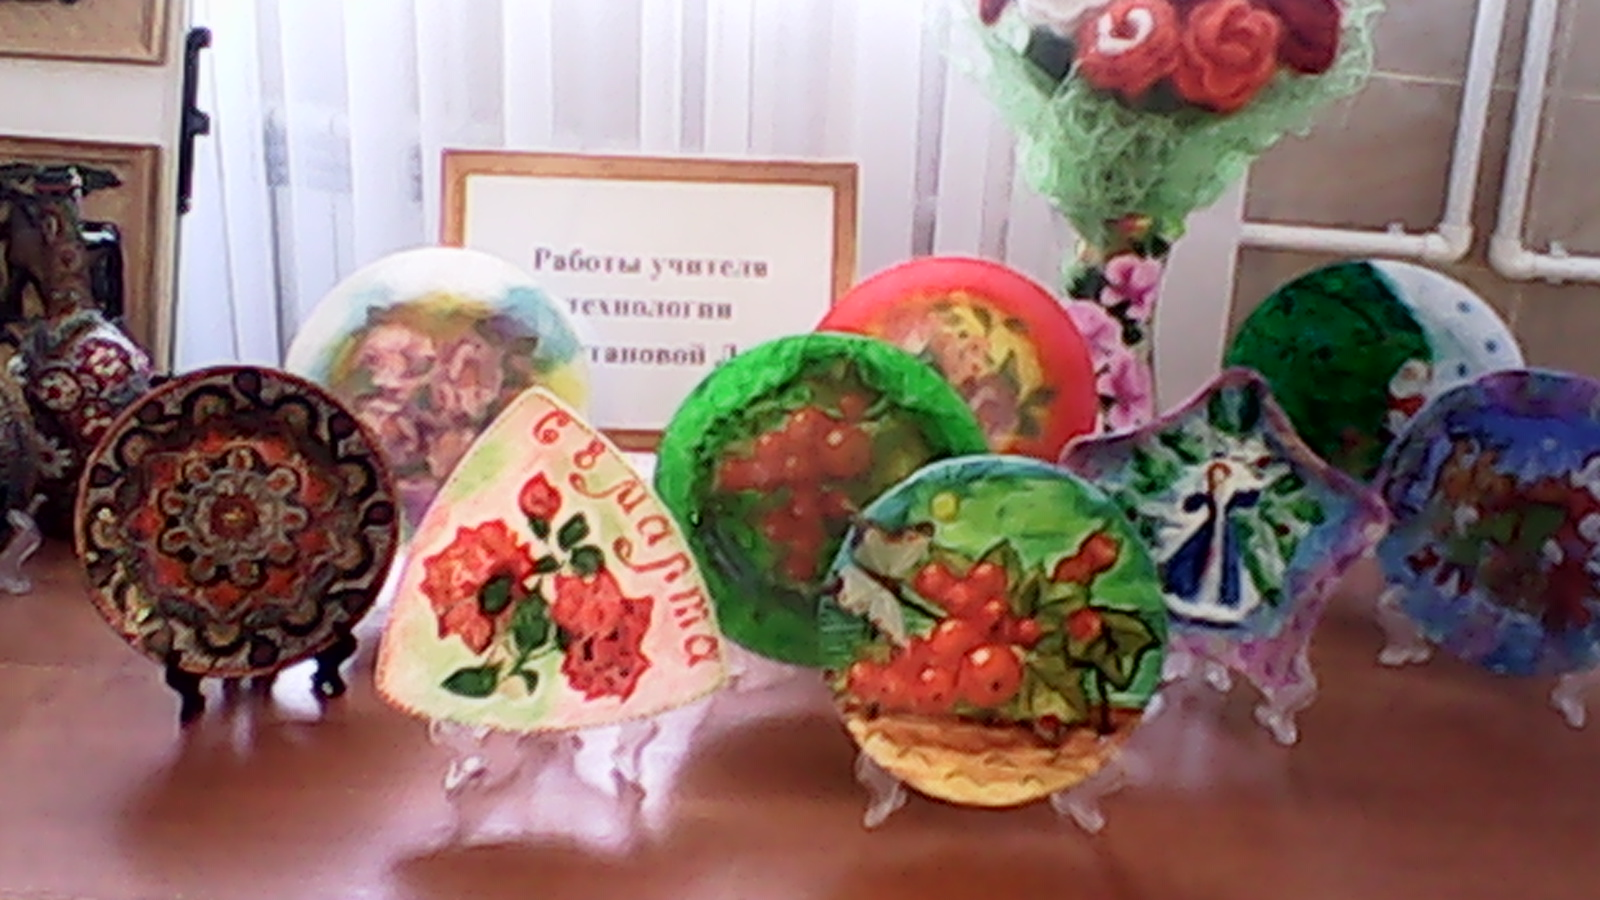 Работы учителя
технологии
С 8 Марта